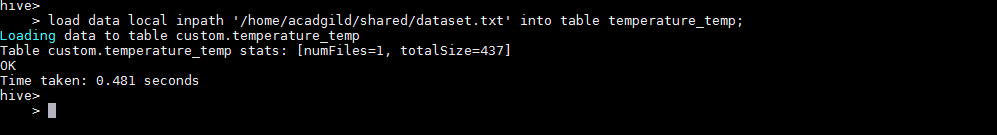 hive>
    > load data local inpath '/home/acadgild/shared/dataset.txt' into table temperature_temp;
Loading data to table custom.temperature_temp
Table custom.temperature_temp stats: [numFiles=1, totalSize=437]
OK
Time taken: 0.481 seconds
hive>
    >